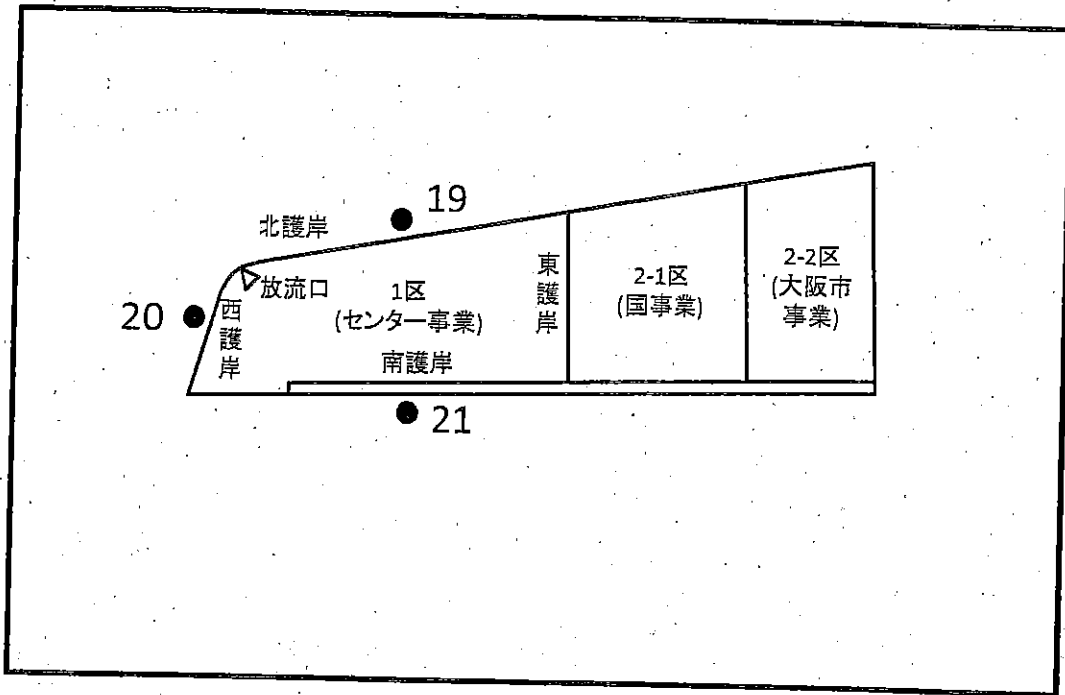 19
北護岸
放流口
20
西護岸
1区
(センター事業)
南護岸
東護岸
2-1区
(国事業)
2-2区
(大阪市
事業)
21